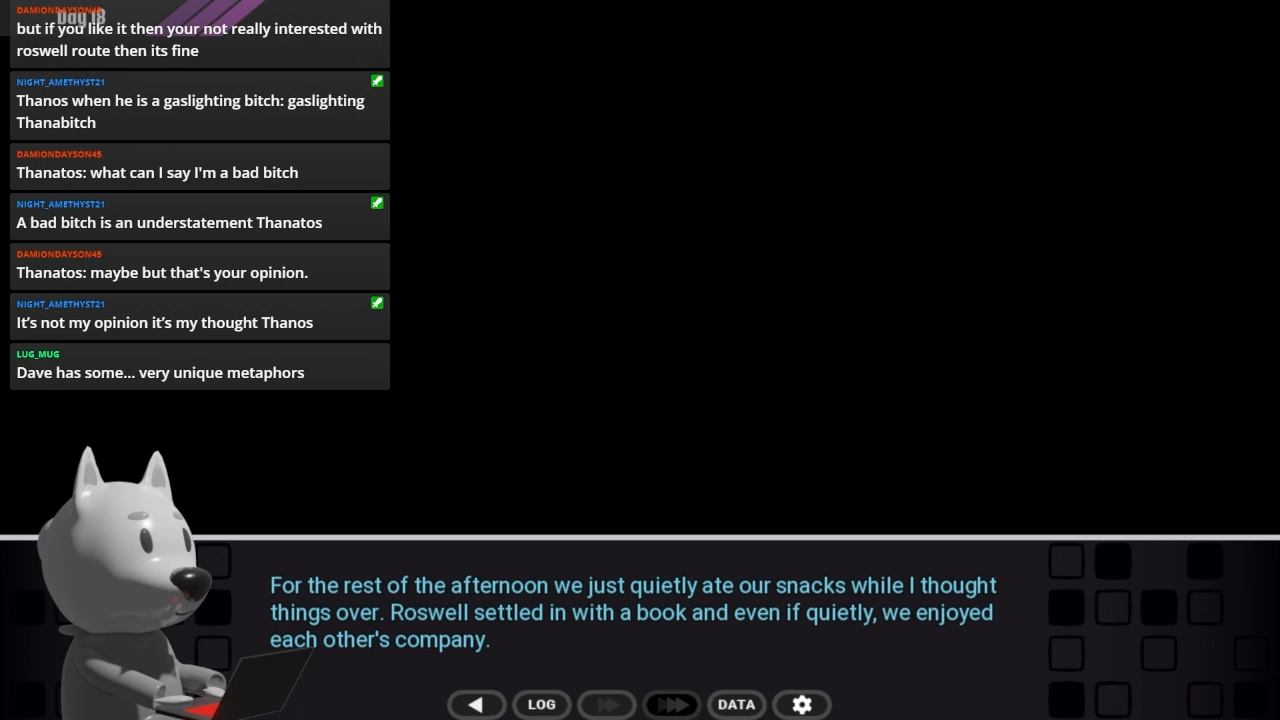 DAMIONDAYSON45
Day 18
but if you like it then your not really interested with
roswell route then its fine
NIGHT_AMETHYST21
Thanos when he is a gaslighting bitch: gaslighting
Thanabitch
DAMIONDAYSON45
Thanatos: what can I say I'm a bad bitch
NIGHT_AMETHYST21
A bad bitch is an understatement Thanatos
DAMIONDAYSON45
Thanatos: maybe but that's your opinion.
NIGHT_AMETHYST21
It’s not my opinion it’s my thought Thanos
LUG_MUG
Dave has some... very unique metaphors
For the rest of the afternoon we just quietly ate our snacks while I thought
things over. Roswell settled in with a book and even if quietly, we enjoyed
each other's company.
LOG
DATA